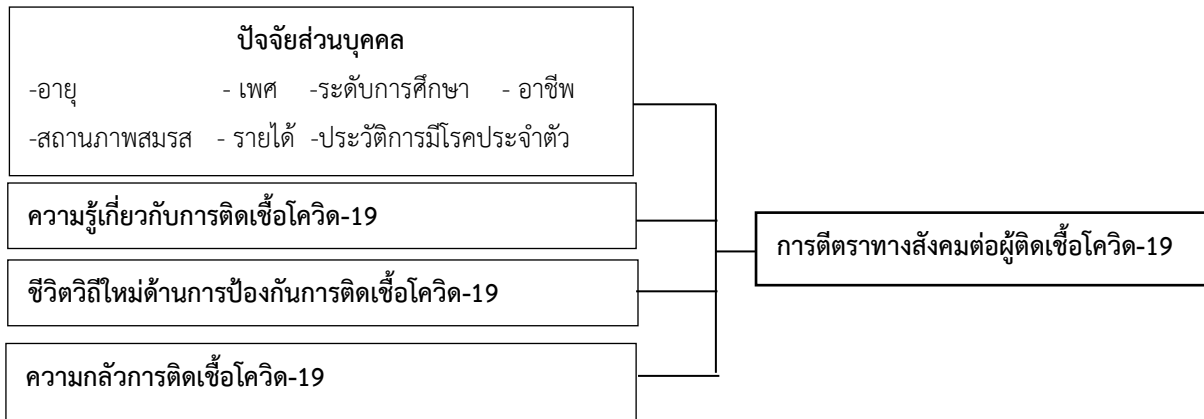 ปัจจัยส่วนบุคคล
-อายุ - เพศ -ระดับการศึกษา - อาชีพ
-สถานภาพสมรส - รายได้ -ประวัติการมีโรคประจำตัว
ความรู้เกี่ยวกับการติดเชื้อโควิด-19
การตีตราทางสังคมต่อผู้ติดเชื้อโควิด-19
ชีวิตวิถีใหม่ด้านการป้องกันการติดเชื้อโควิด-19
ความกลัวการติดเชื้อโควิด-19